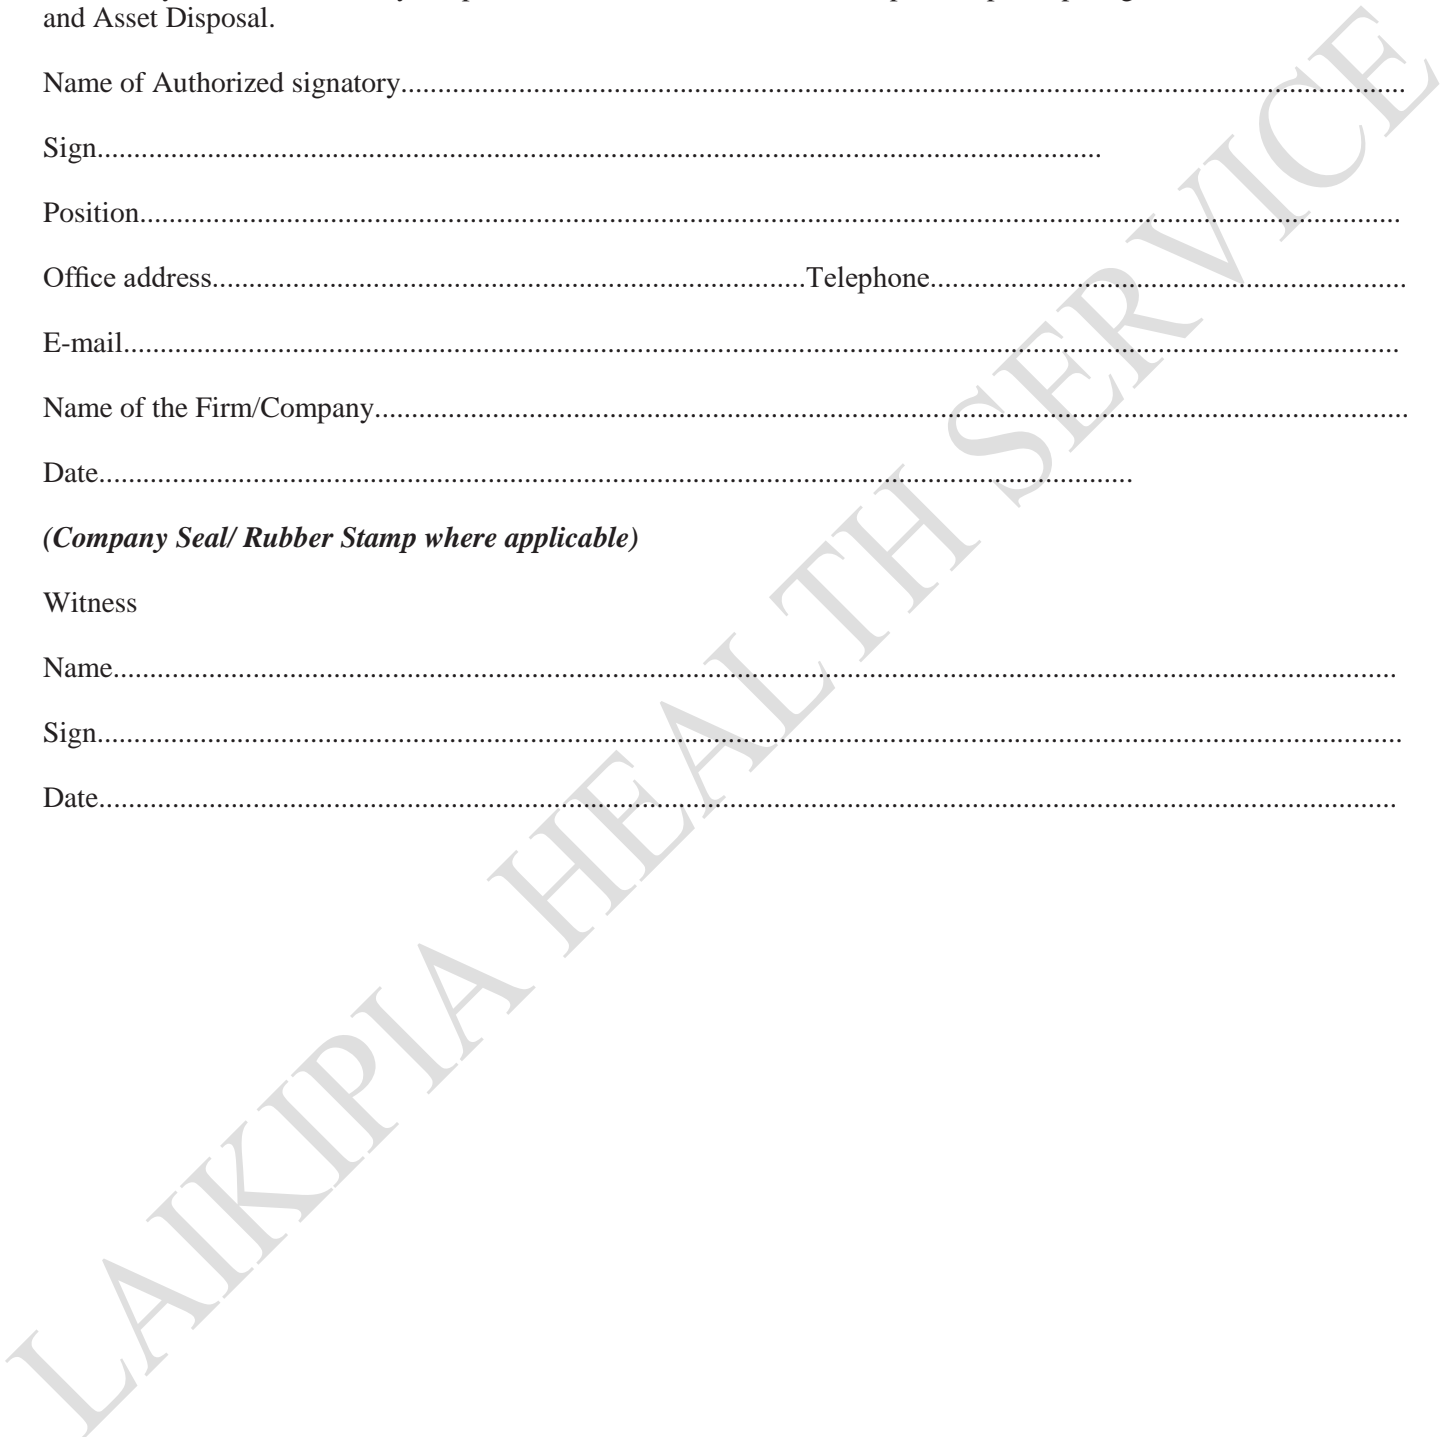 and Asset Disposal.
Name of Authorized signatory........................................................................................................................................
Sign........................................................................................................................................
Position........................................................................................................................................
Office address.................................................................................Telephone.................................................................
E-mail........................................................................................................................................
Name of the Firm/Company........................................................................................................................................
Date........................................................................................................................................
(Company Seal/ Rubber Stamp where applicable)
Witness
Name........................................................................................................................................
Sign........................................................................................................................................
Date........................................................................................................................................
LAIKIPIA HEALTH SERVICE